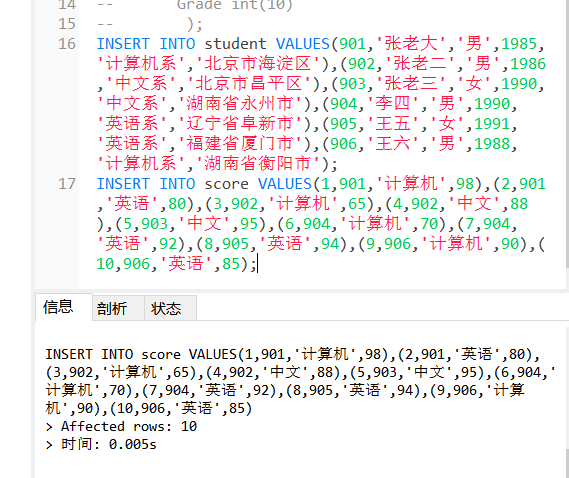 14 -- Grade int(10)
15 -- );
16 INSERT INTO student VALUES(901,'张老大','男',1985,
'计算机系','北京市海淀区'),(902,'张老二','男',1986
,'中文系','北京市昌平区'),(903,'张老三','女',1990,
'中文系','湖南省永州市'),(904,'李四','男',1990,
'英语系','辽宁省阜新市'),(905,'王五','女',1991,
'英语系','福建省厦门市'),(906,'王六','男',1988,
'计算机系','湖南省衡阳市');
17 INSERT INTO score VALUES(1,901,'计算机',98),(2,901
,'英语',80),(3,902,'计算机',65),(4,902,'中文',88
),(5,903,'中文',95),(6,904,'计算机',70),(7,904,
'英语',92),(8,905,'英语',94),(9,906,'计算机',90),(
10,906,'英语',85);
信息 剖析 状态
INSERT INTO score VALUES(1,901,'计算机',98),(2,901,'英语',80),
(3,902,'计算机',65),(4,902,'中文',88),(5,903,'中文',95),(6,904,'
计算机',70),(7,904,'英语',92),(8,905,'英语',94),(9,906,'计算
机',90),(10,906,'英语',85)
> Affected rows: 10
> 时间: 0.005s